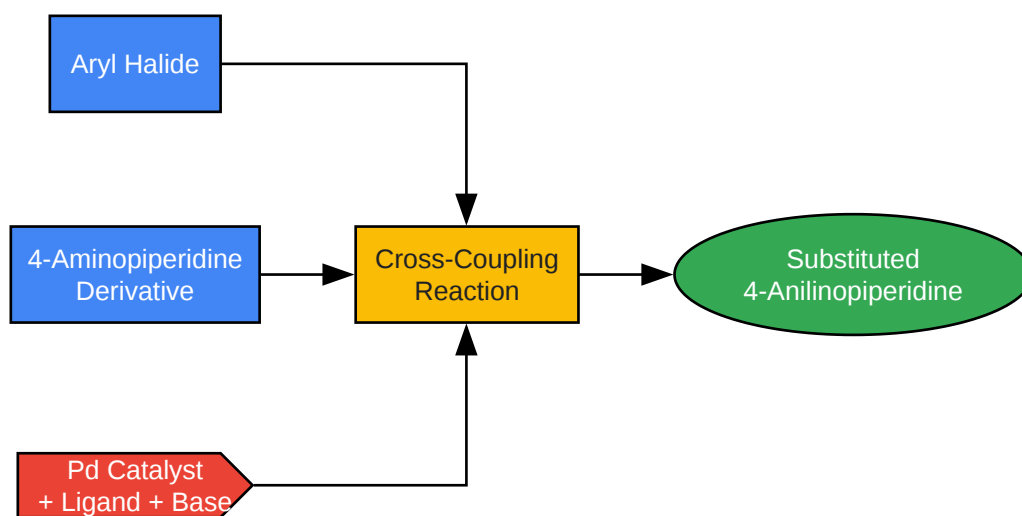 Aryl Halide
4-Aminopiperidine
Derivative
Cross-Coupling
Reaction
Substituted
4-Anilinopiperidine
Pd Catalyst
+ Ligand + Base